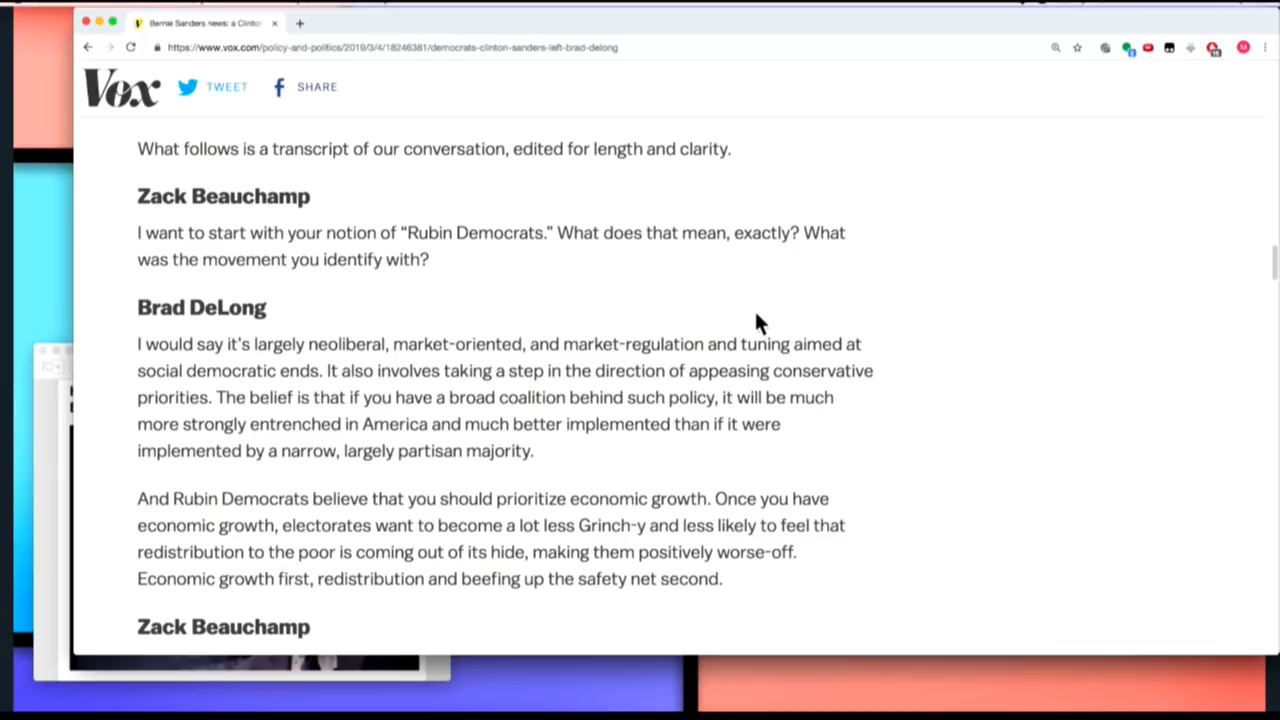 Bernie Sanders news: a Clinto
https://www.vox.com/policy-and-politics/2019/3/4/18246381/democrats-clinton-sanders-left-brad-delong
Vox TWEET SHARE
What follows is a transcript of our conversation, edited for length and clarity.
Zack Beauchamp
I want to start with your notion of “Rubin Democrats.” What does that mean, exactly? What
was the movement you identify with?
Brad DeLong
I would say it’s largely neoliberal, market-oriented, and market-regulation and tuning aimed at
social democratic ends. It also involves taking a step in the direction of appeasing conservative
priorities. The belief is that if you have a broad coalition behind such policy, it will be much
more strongly entrenched in America and much better implemented than if it were
implemented by a narrow, largely partisan majority.
And Rubin Democrats believe that you should prioritize economic growth. Once you have
economic growth, electorates want to become a lot less Grinch-y and less likely to feel that
redistribution to the poor is coming out of its hide, making them positively worse-off.
Economic growth first, redistribution and beefing up the safety net second.
Zack Beauchamp